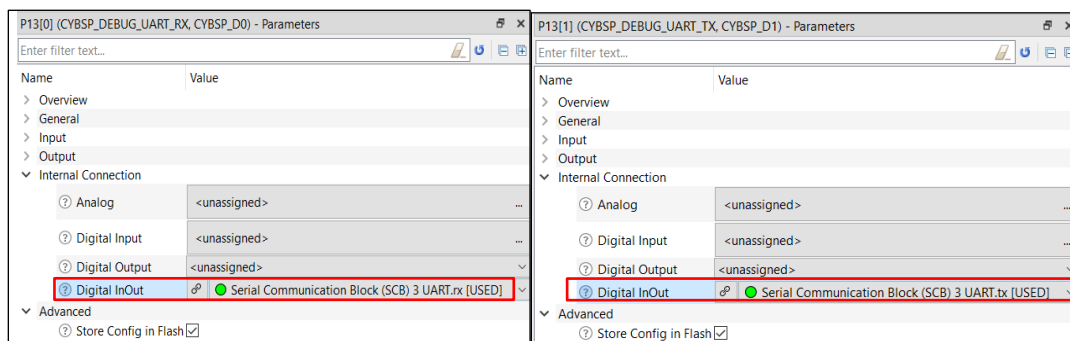 P13[0] (CYBSP_DEBUG_UART_RX, CYBSP_D0) - Parameters
Enter filter text...
Name Value
Overview
General
Input
Output
Internal Connection
Analog <unassigned> ...
Digital Input <unassigned> ...
Digital Output <unassigned>
Digital InOut Serial Communication Block (SCB) 3 UART.rx [USED]
Advanced
Store Config in Flash
P13[1] (CYBSP_DEBUG_UART_TX, CYBSP_D1) - Parameters
Enter filter text...
Name Value
Overview
General
Input
Output
Internal Connection
Analog <unassigned> ...
Digital Input <unassigned> ...
Digital Output <unassigned>
Digital InOut Serial Communication Block (SCB) 3 UART.tx [USED]
Advanced
Store Config in Flash